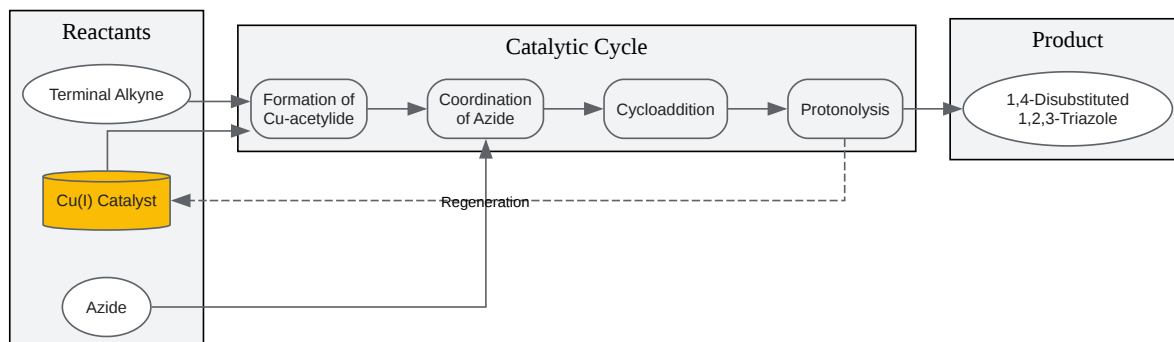 Reactants
Terminal Alkyne
Cu(I) Catalyst
Azide
Catalytic Cycle
Formation of
Cu-acetylide
Coordination
of Azide
Cycloaddition
Protonolysis
Regeneration
Product
1,4-Disubstituted
1,2,3-Triazole